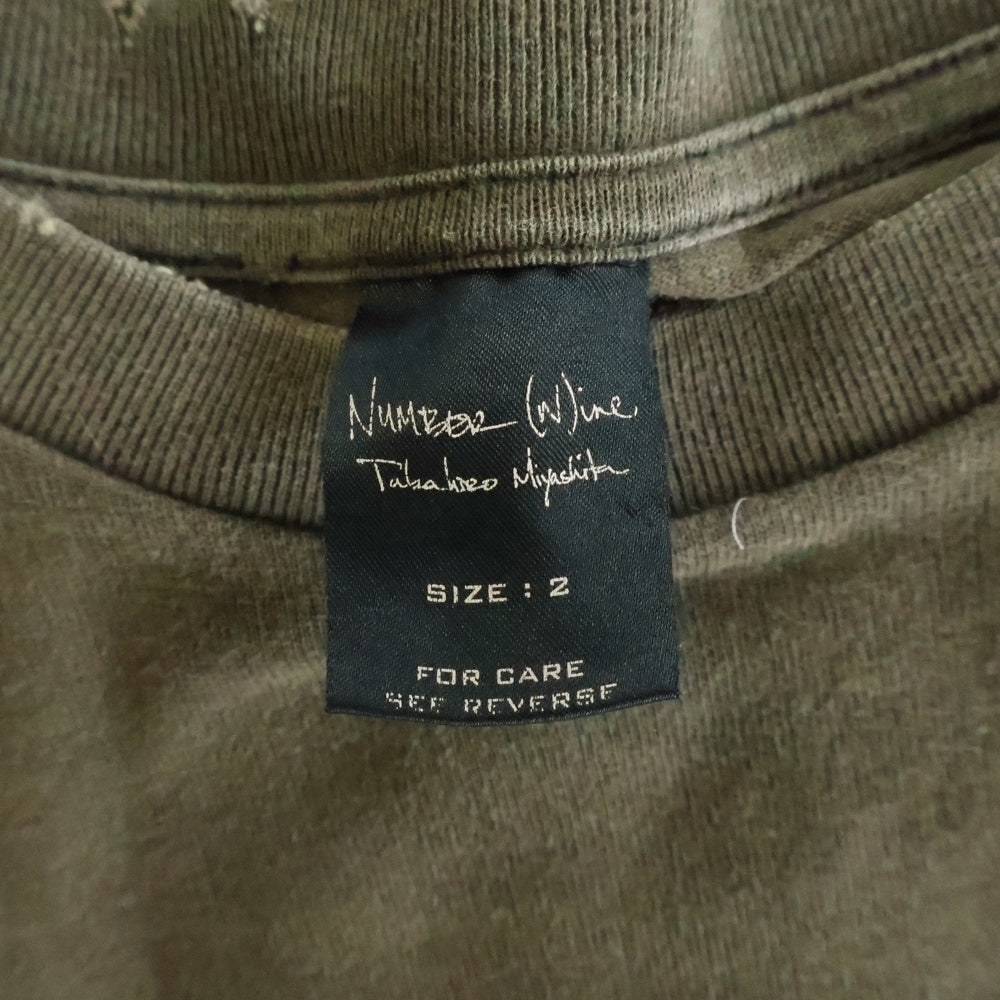 NUMBER (N)ine
Takahiro Miyashita
SIZE : 2
FOR CARE
SEE REVERSE